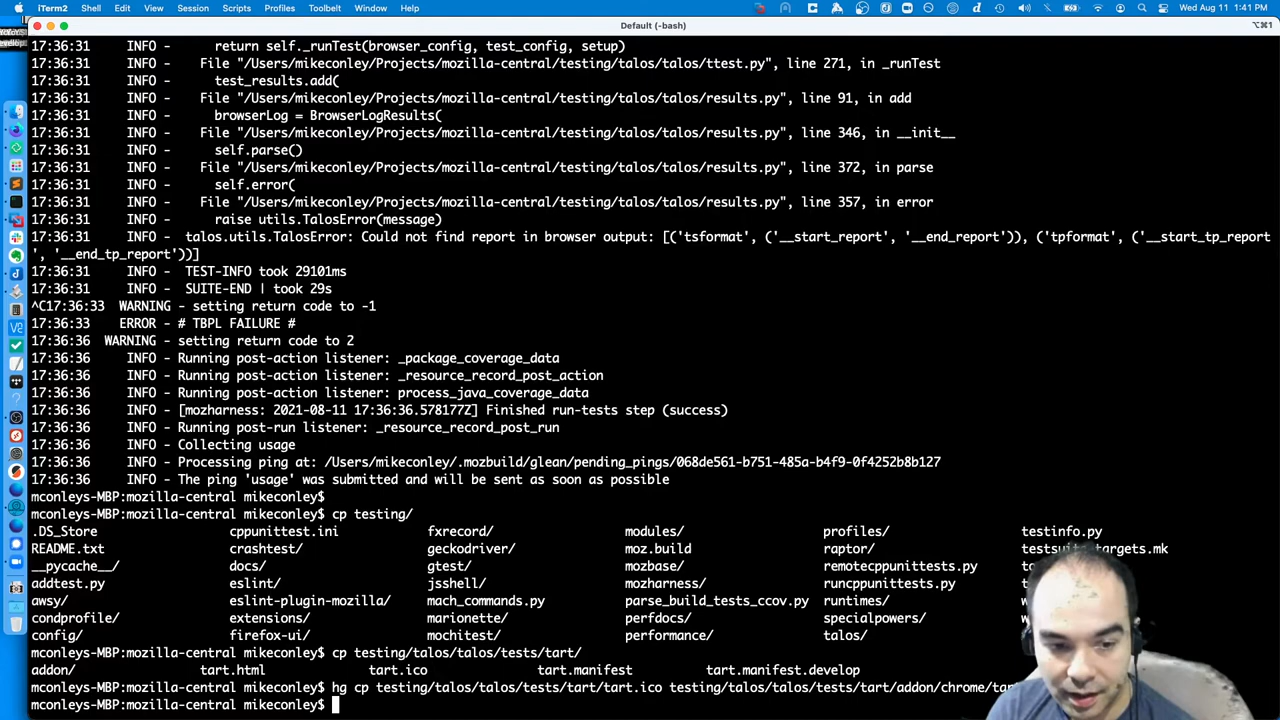 iTerm2 Shell Edit View Session Scripts Profiles Toolbelt Window Help Wed Aug 11 1:41 PM
Default (-bash) ⌥⌘1
17:36:31 INFO - return self._runTest(browser_config, test_config, setup)
17:36:31 INFO - File "/Users/mikeconley/Projects/mozilla-central/testing/talos/talos/ttest.py", line 271, in _runTest
17:36:31 INFO - test_results.add(
17:36:31 INFO - File "/Users/mikeconley/Projects/mozilla-central/testing/talos/talos/results.py", line 91, in add
17:36:31 INFO - browserLog = BrowserLogResults(
17:36:31 INFO - File "/Users/mikeconley/Projects/mozilla-central/testing/talos/talos/results.py", line 346, in __init__
17:36:31 INFO - self.parse()
17:36:31 INFO - File "/Users/mikeconley/Projects/mozilla-central/testing/talos/talos/results.py", line 372, in parse
17:36:31 INFO - self.error(
17:36:31 INFO - File "/Users/mikeconley/Projects/mozilla-central/testing/talos/talos/results.py", line 357, in error
17:36:31 INFO - raise utils.TalosError(message)
17:36:31 INFO - talos.utils.TalosError: Could not find report in browser output: [('tsformat', ('__start_report', '__end_report')), ('tpformat', ('__start_tp_report
', '__end_tp_report'))]
17:36:31 INFO - TEST-INFO took 29101ms
17:36:31 INFO - SUITE-END | took 29s
^C17:36:33 WARNING - setting return code to -1
17:36:33 ERROR - # TBPL FAILURE #
17:36:36 WARNING - setting return code to 2
17:36:36 INFO - Running post-action listener: _package_coverage_data
17:36:36 INFO - Running post-action listener: _resource_record_post_action
17:36:36 INFO - Running post-action listener: process_java_coverage_data
17:36:36 INFO - [mozharness: 2021-08-11 17:36:36.578177Z] Finished run-tests step (success)
17:36:36 INFO - Running post-run listener: _resource_record_post_run
17:36:36 INFO - Collecting usage
17:36:36 INFO - Processing ping at: /Users/mikeconley/.mozbuild/glean/pending_pings/068de561-b751-485a-b4f9-0f4252b8b127
17:36:36 INFO - The ping 'usage' was submitted and will be sent as soon as possible
mconleys-MBP:mozilla-central mikeconley$
mconleys-MBP:mozilla-central mikeconley$ cp testing/
.DS_Store cppunittest.ini fxrecord/ modules/ profiles/ testinfo.py
README.txt crashtest/ geckodriver/ moz.build raptor/
__pycache__/ docs/ gtest/ mozbase/ remotecppunittests.py
addtest.py eslint/ jsshell/ mozharness/ runcppunittests.py
awsy/ eslint-plugin-mozilla/ mach_commands.py parse_build_tests_ccov.py runtimes/
condprofile/ extensions/ marionette/ perfdocs/ specialpowers/
config/ firefox-ui/ mochitest/ performance/ talos/
mconleys-MBP:mozilla-central mikeconley$ cp testing/talos/talos/tests/tart/
addon/ tart.html tart.ico tart.manifest tart.manifest.develop
mconleys-MBP:mozilla-central mikeconley$ hg cp testing/talos/talos/tests/tart/tart.ico testing/talos/talos/tests/tart/addon/chrome/
mconleys-MBP:mozilla-central mikeconley$